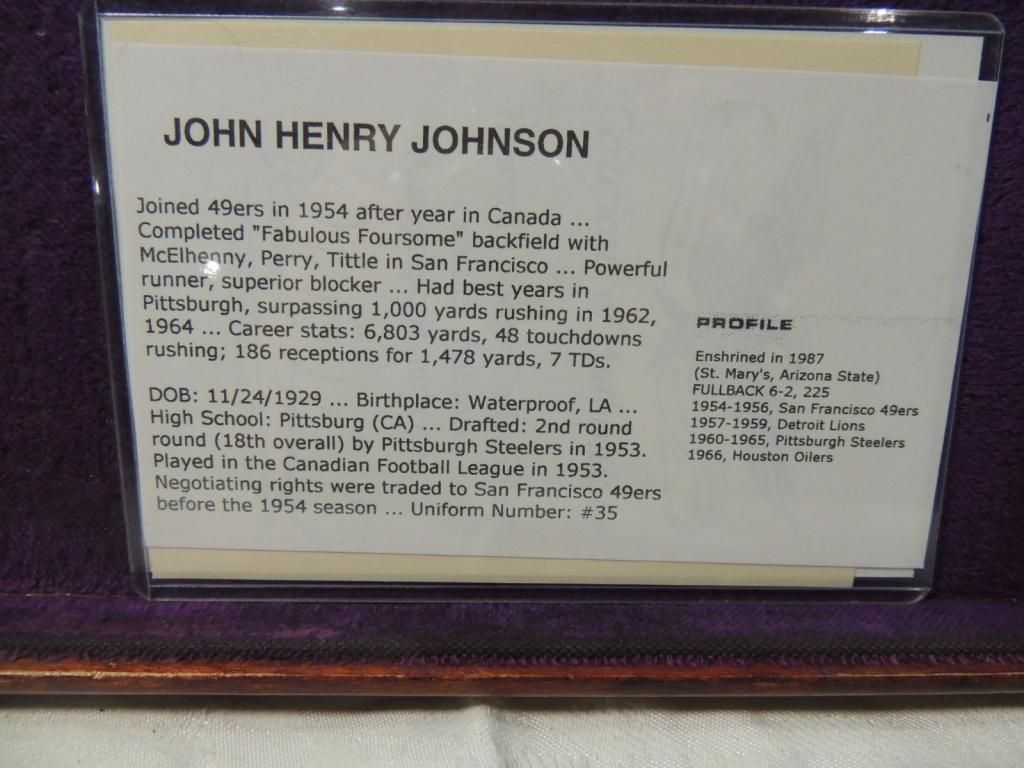 JOHN HENRY JOHNSON
Joined 49ers in 1954 after year in Canada ...
Completed "Fabulous Foursome" backfield with
McElhenny, Perry, Tittle in San Francisco ... Powerful
runner, superior blocker ... Had best years in
Pittsburgh, surpassing 1,000 yards rushing in 1962,
1964 ... Career stats: 6,803 yards, 48 touchdowns
rushing; 186 receptions for 1,478 yards, 7 TDs.
DOB: 11/24/1929 ... Birthplace: Waterproof, LA ...
High School: Pittsburg (CA) ... Drafted: 2nd round
round (18th overall) by Pittsburgh Steelers in 1953.
Played in the Canadian Football League in 1953.
Negotiating rights were traded to San Francisco 49ers
before the 1954 season ... Uniform Number: #35
PROFILE
Enshrined in 1987
(St. Mary's, Arizona State)
FULLBACK 6-2, 225
1954-1956, San Francisco 49ers
1957-1959, Detroit Lions
1960-1965, Pittsburgh Steelers
1966, Houston Oilers